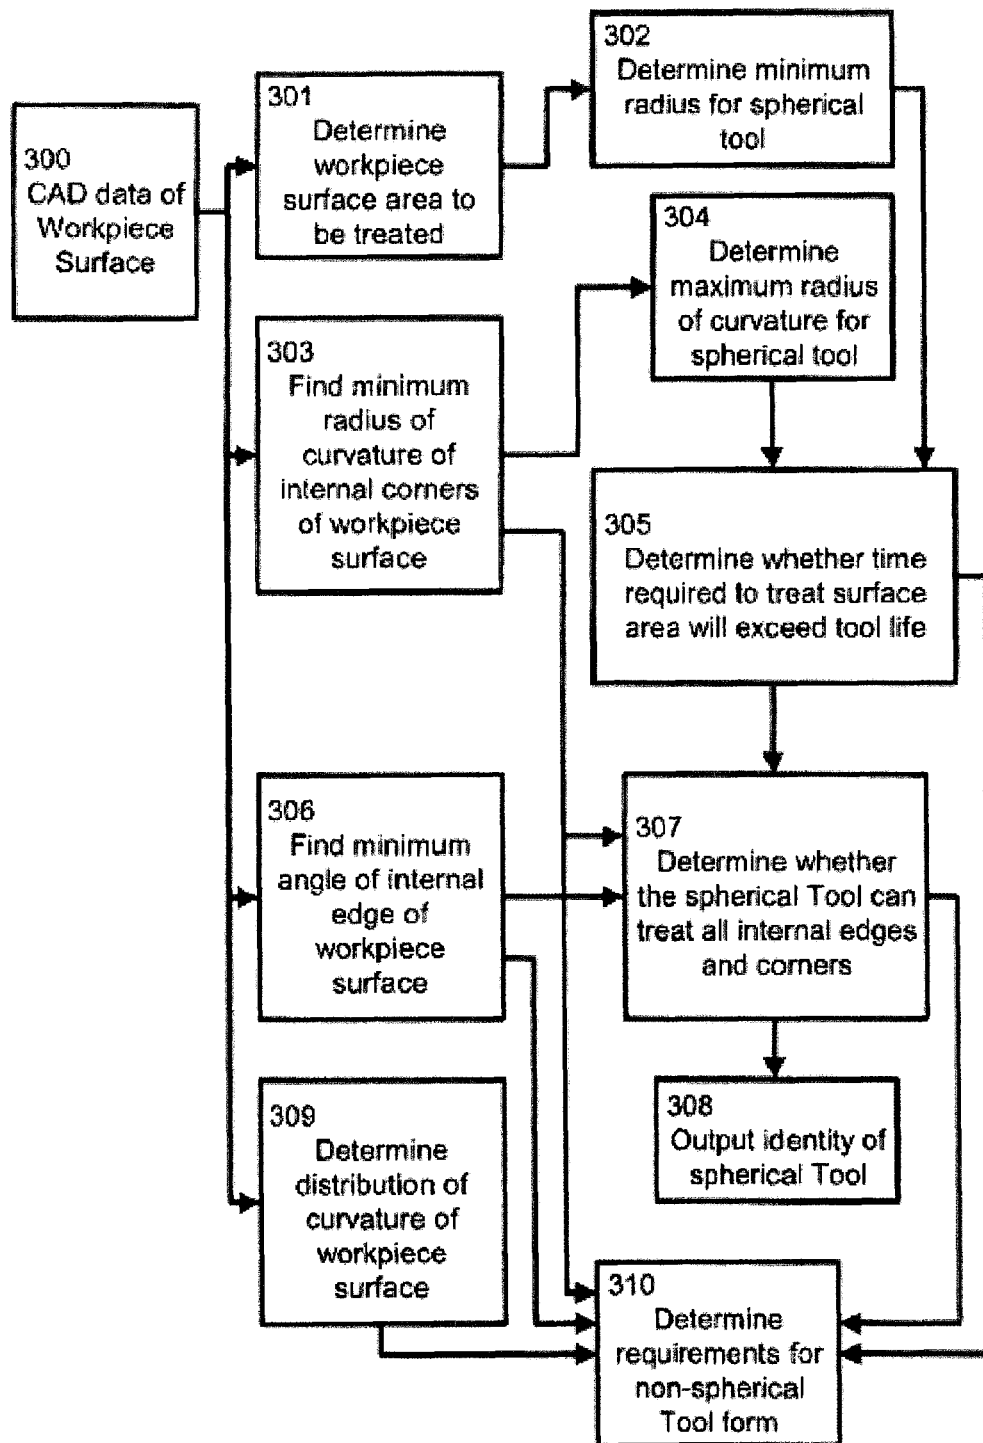 300
CAD data of
Workpiece
Surface
301
Determine
workpiece
surface area to
be treated
302
Determine minimum
radius for spherical
tool
303
Find minimum
radius of
curvature of
internal corners
of workpiece
surface
304
Determine
maximum radius
of curvature for
spherical tool
305
Determine whether time
required to treat surface
area will exceed tool life
306
Find minimum
angle of internal
edge of
workpiece
surface
307
Determine whether
the spherical Tool can
treat all internal edges
and corners
308
Output identity of
spherical Tool
309
Determine
distribution of
curvature of
workpiece
surface
310
Determine
requirements for
non-spherical
Tool form